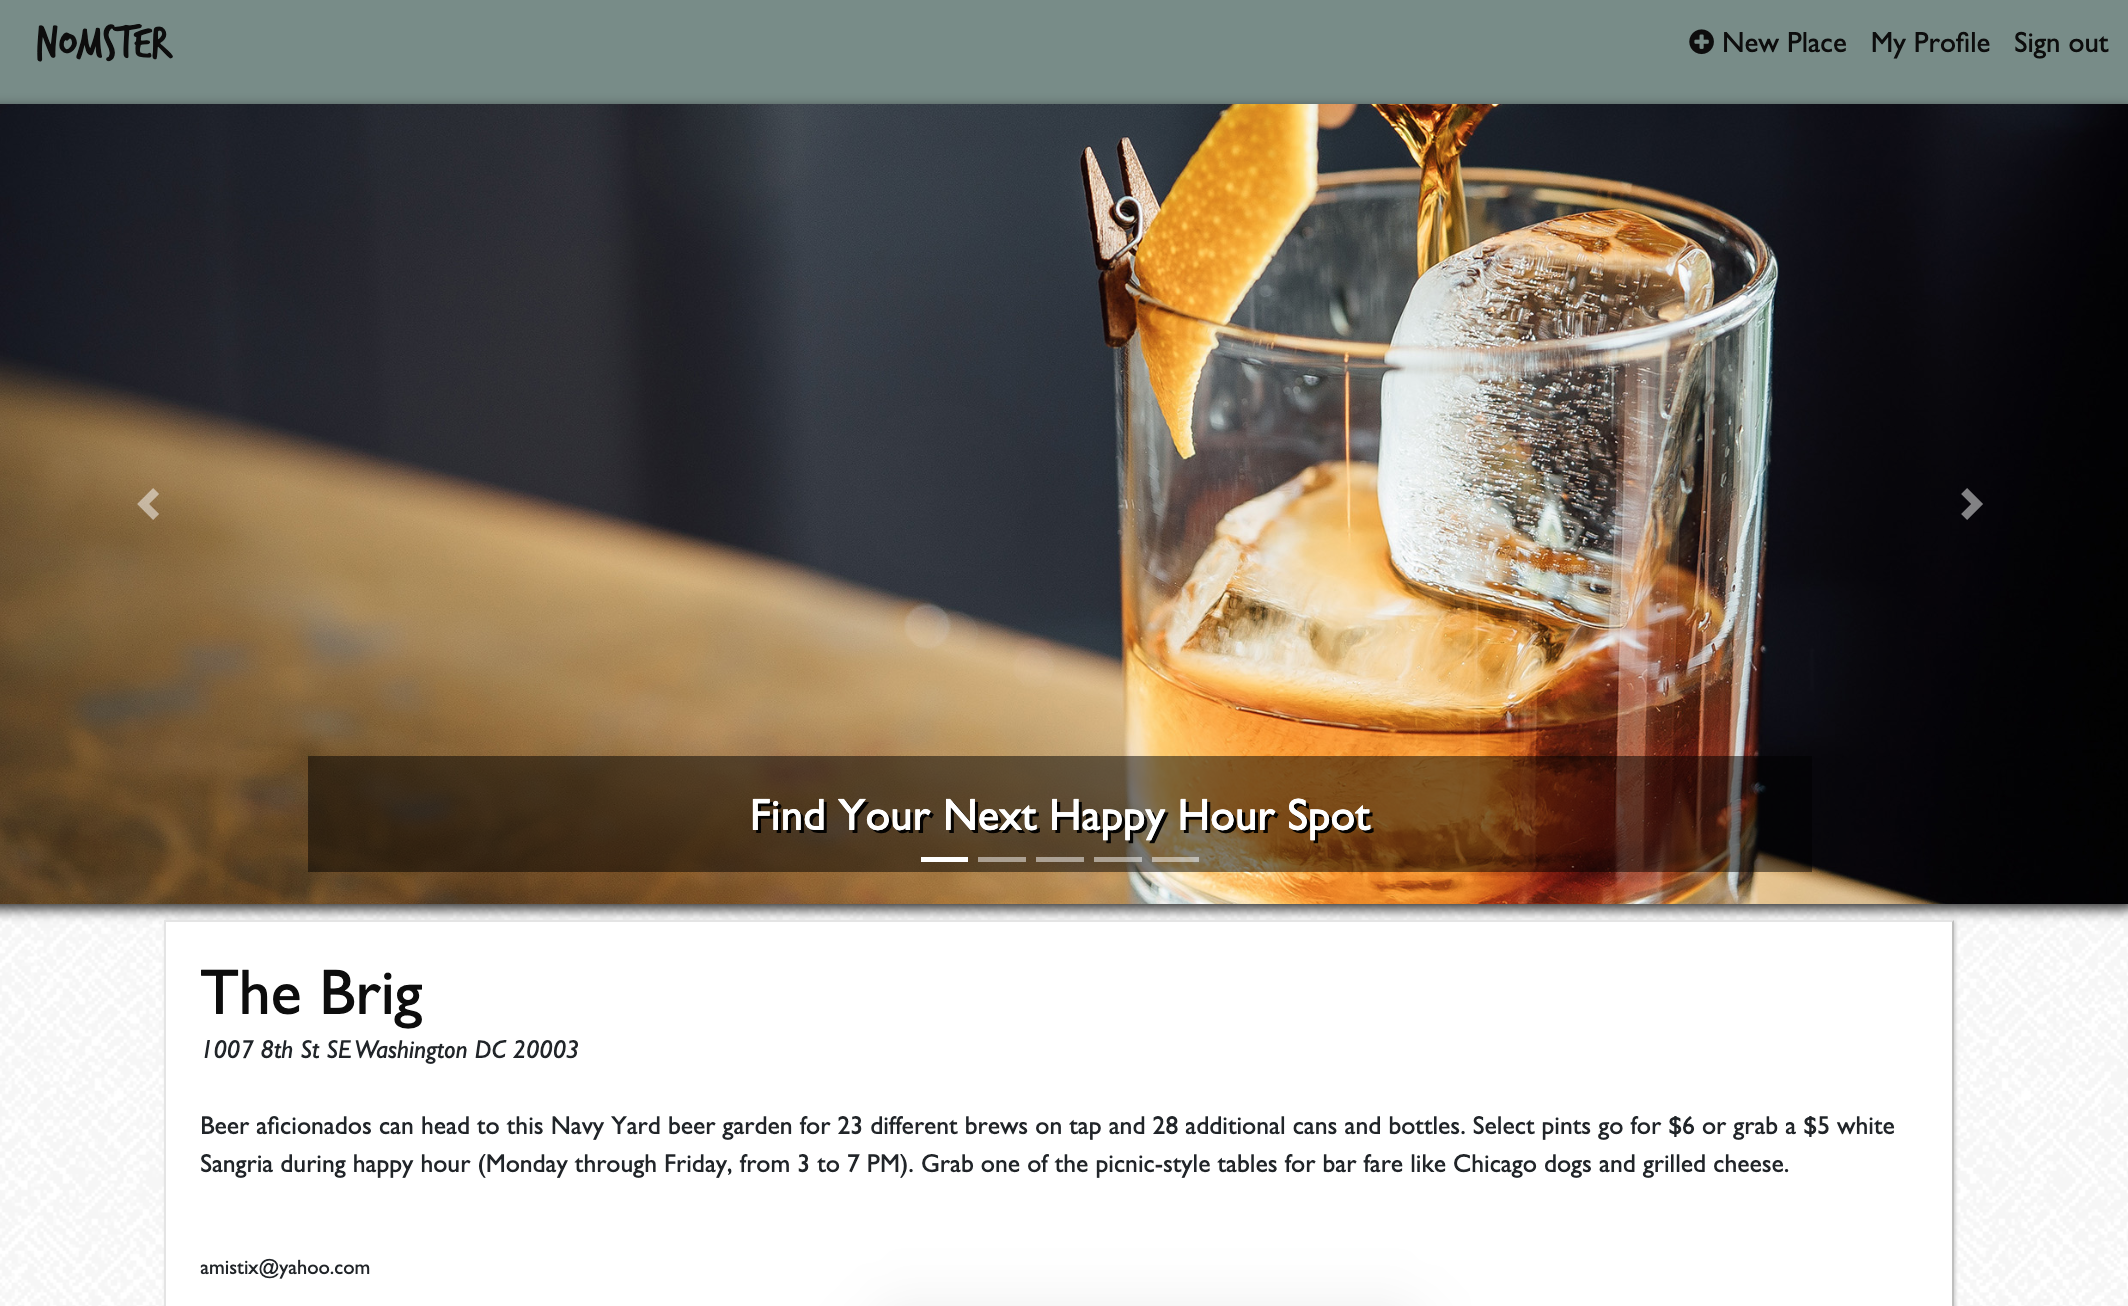 NOMSTER
New Place My Profile Sign out
Find Your Next Happy Hour Spot
The Brig
1007 8th St SE Washington DC 20003
Beer aficionados can head to this Navy Yard beer garden for 23 different brews on tap and 28 additional cans and bottles. Select pints go for $6 or grab a $5 white
Sangria during happy hour (Monday through Friday, from 3 to 7 PM). Grab one of the picnic-style tables for bar fare like Chicago dogs and grilled cheese.
amistix@yahoo.com